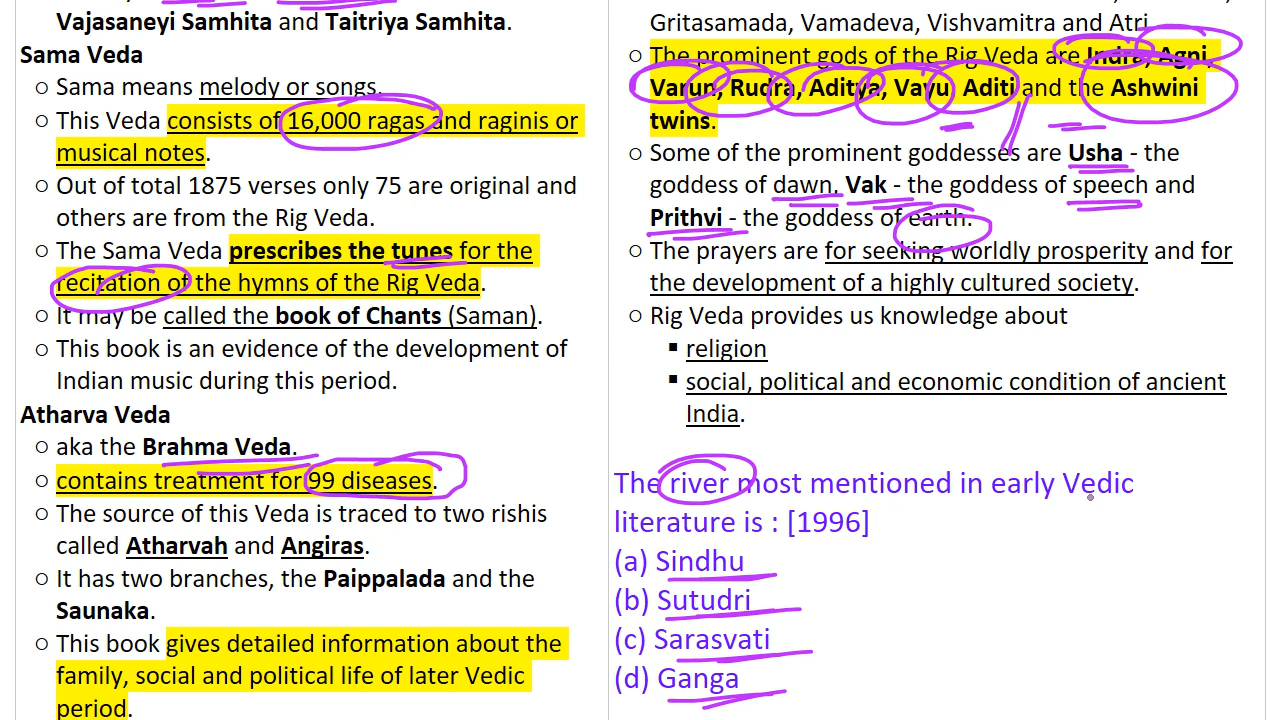 Vajasaneyi Samhita and Taitriya Samhita.
Sama Veda
○ Sama means melody or songs.
○ This Veda consists of 16,000 ragas and raginis or
musical notes.
○ Out of total 1875 verses only 75 are original and
others are from the Rig Veda.
○ The Sama Veda prescribes the tunes for the
recitation of the hymns of the Rig Veda.
○ It may be called the book of Chants (Saman).
○ This book is an evidence of the development of
Indian music during this period.
Atharva Veda
○ aka the Brahma Veda.
○ contains treatment for 99 diseases.
○ The source of this Veda is traced to two rishis
called Atharvah and Angiras.
○ It has two branches, the Paippalada and the
Saunaka.
○ This book gives detailed information about the
family, social and political life of later Vedic
period.
Gritasamada, Vamadeva, Vishvamitra and Atri.
○ The prominent gods of the Rig Veda are Indra, Agni,
Varun, Rudra, Aditya, Vayu, Aditi and the Ashwini
twins.
○ Some of the prominent goddesses are Usha - the
goddess of dawn, Vak - the goddess of speech and
Prithvi - the goddess of earth.
○ The prayers are for seeking worldly prosperity and for
the development of a highly cultured society.
○ Rig Veda provides us knowledge about
▪ religion
▪ social, political and economic condition of ancient
India.
The river most mentioned in early Vedic
literature is : [1996]
(a) Sindhu
(b) Sutudri
(c) Sarasvati
(d) Ganga